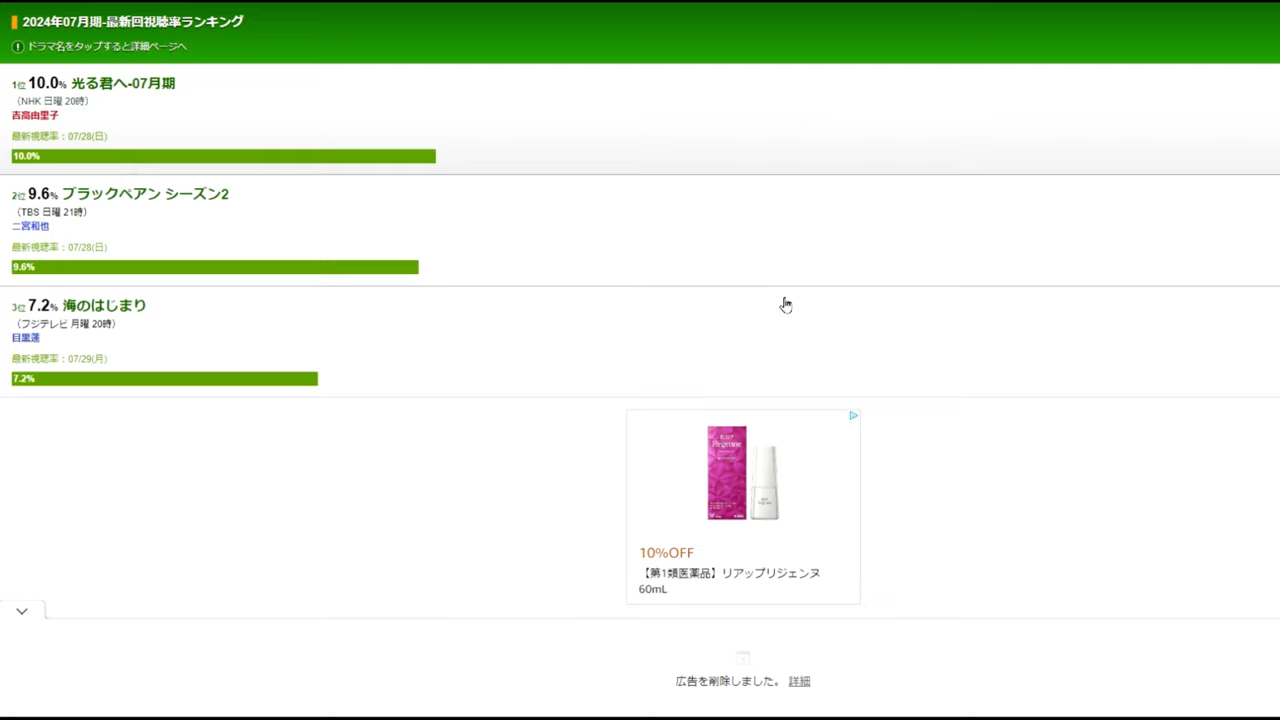 2024年07月期-最新回視聴率ランキング
ドラマ名をタップすると詳細ページへ
1位 10.0% 光る君へ-07月期
（NHK 日曜 20時）
吉高由里子
最新視聴率：07/28(日)
10.0%
2位 9.6% ブラックペアン シーズン2
（TBS 日曜 21時）
二宮和也
最新視聴率：07/28(日)
9.6%
3位 7.2% 海のはじまり
（フジテレビ 月曜 20時）
目黒蓮
最新視聴率：07/29(月)
7.2%
Regenne
10%OFF
【第1類医薬品】リアップリジェンヌ
60mL
広告を削除しました。 詳細